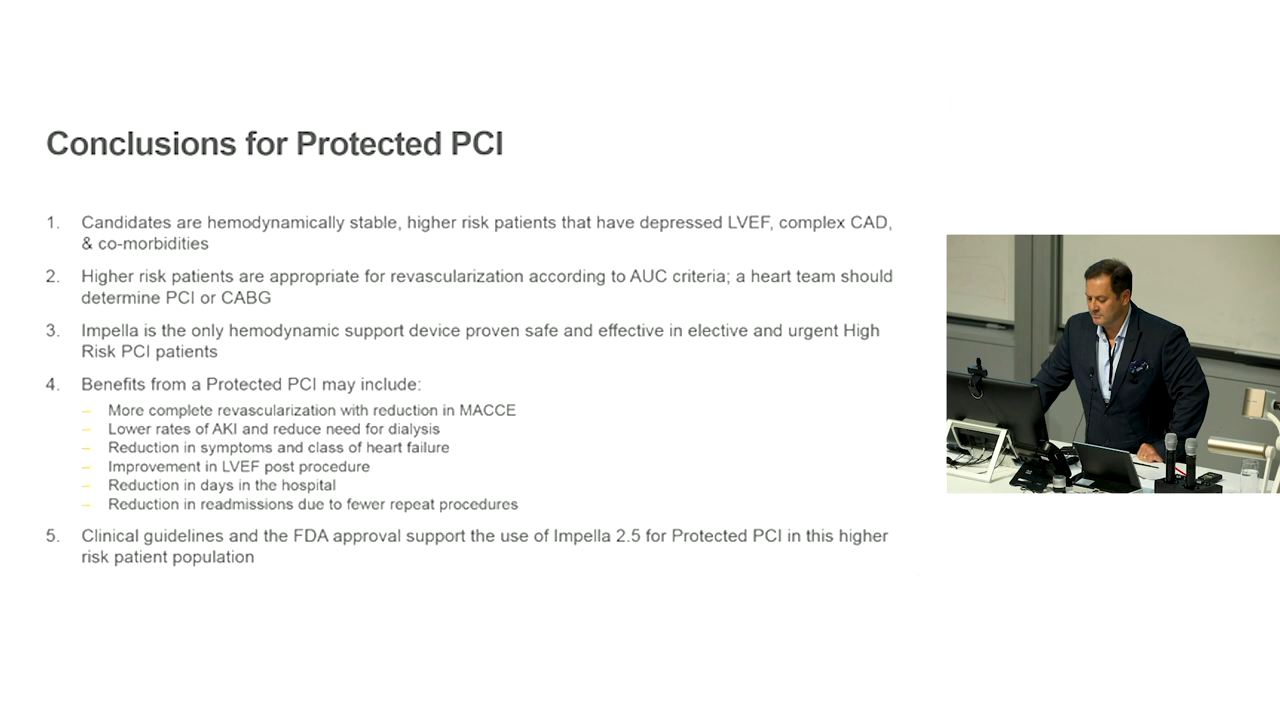 Conclusions for Protected PCI
1. Candidates are hemodynamically stable, higher risk patients that have depressed LVEF, complex CAD,
& co-morbidities
2. Higher risk patients are appropriate for revascularization according to AUC criteria; a heart team should
determine PCI or CABG
3. Impella is the only hemodynamic support device proven safe and effective in elective and urgent High
Risk PCI patients
4. Benefits from a Protected PCI may include:
– More complete revascularization with reduction in MACCE
– Lower rates of AKI and reduce need for dialysis
– Reduction in symptoms and class of heart failure
– Improvement in LVEF post procedure
– Reduction in days in the hospital
– Reduction in readmissions due to fewer repeat procedures
5. Clinical guidelines and the FDA approval support the use of Impella 2.5 for Protected PCI in this higher
risk patient population